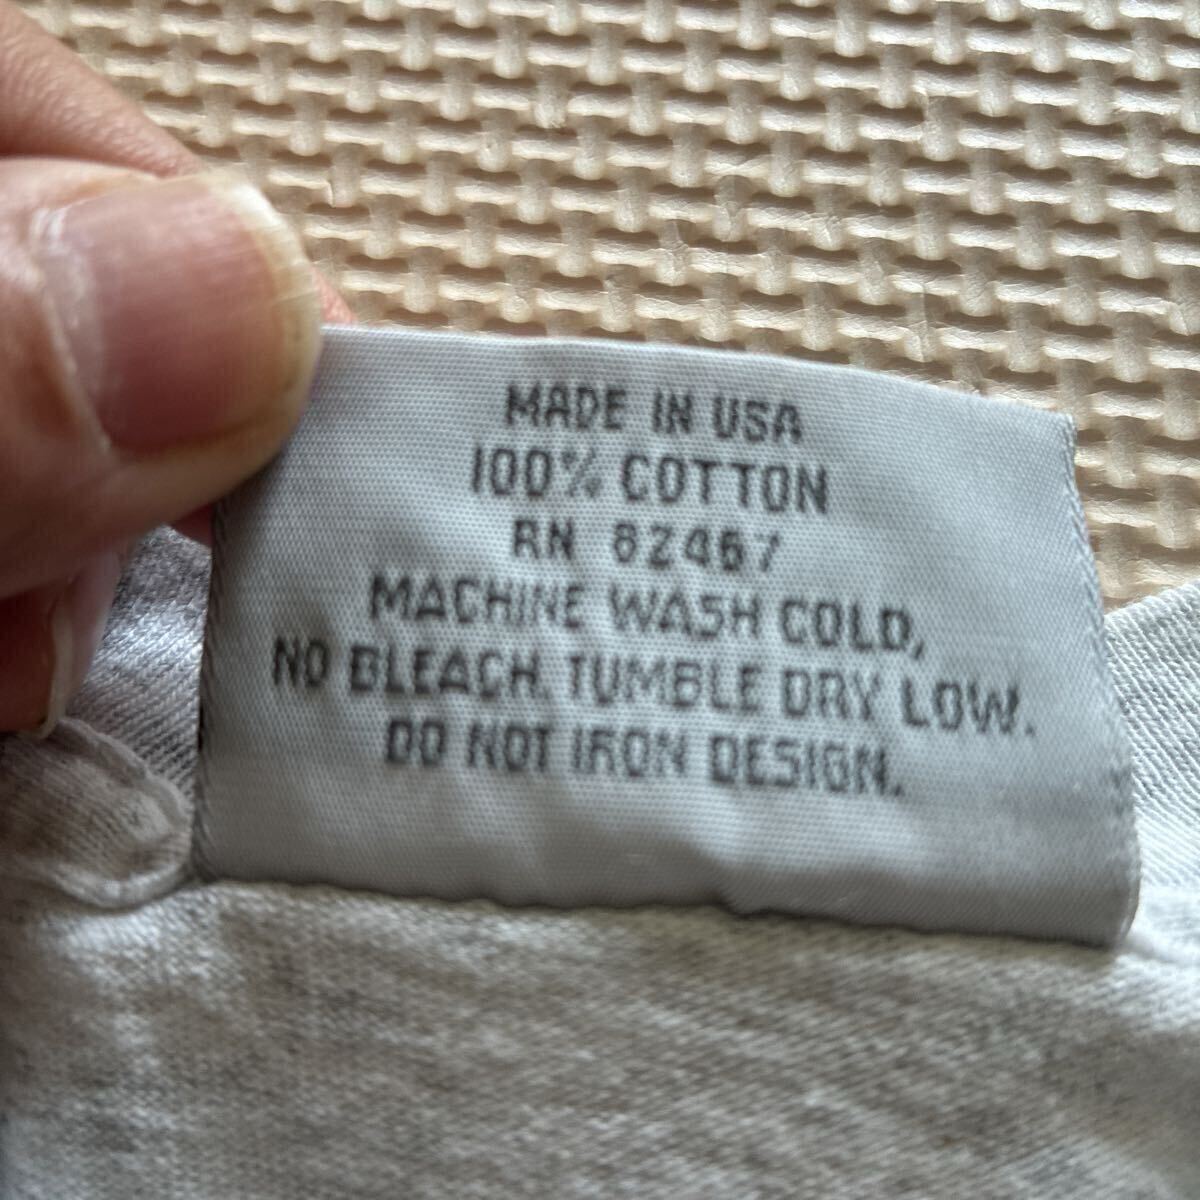 MADE IN USA
100% COTTON
RN 82467
MACHINE WASH COLD,
NO BLEACH. TUMBLE DRY LOW.
DO NOT IRON DESIGN.